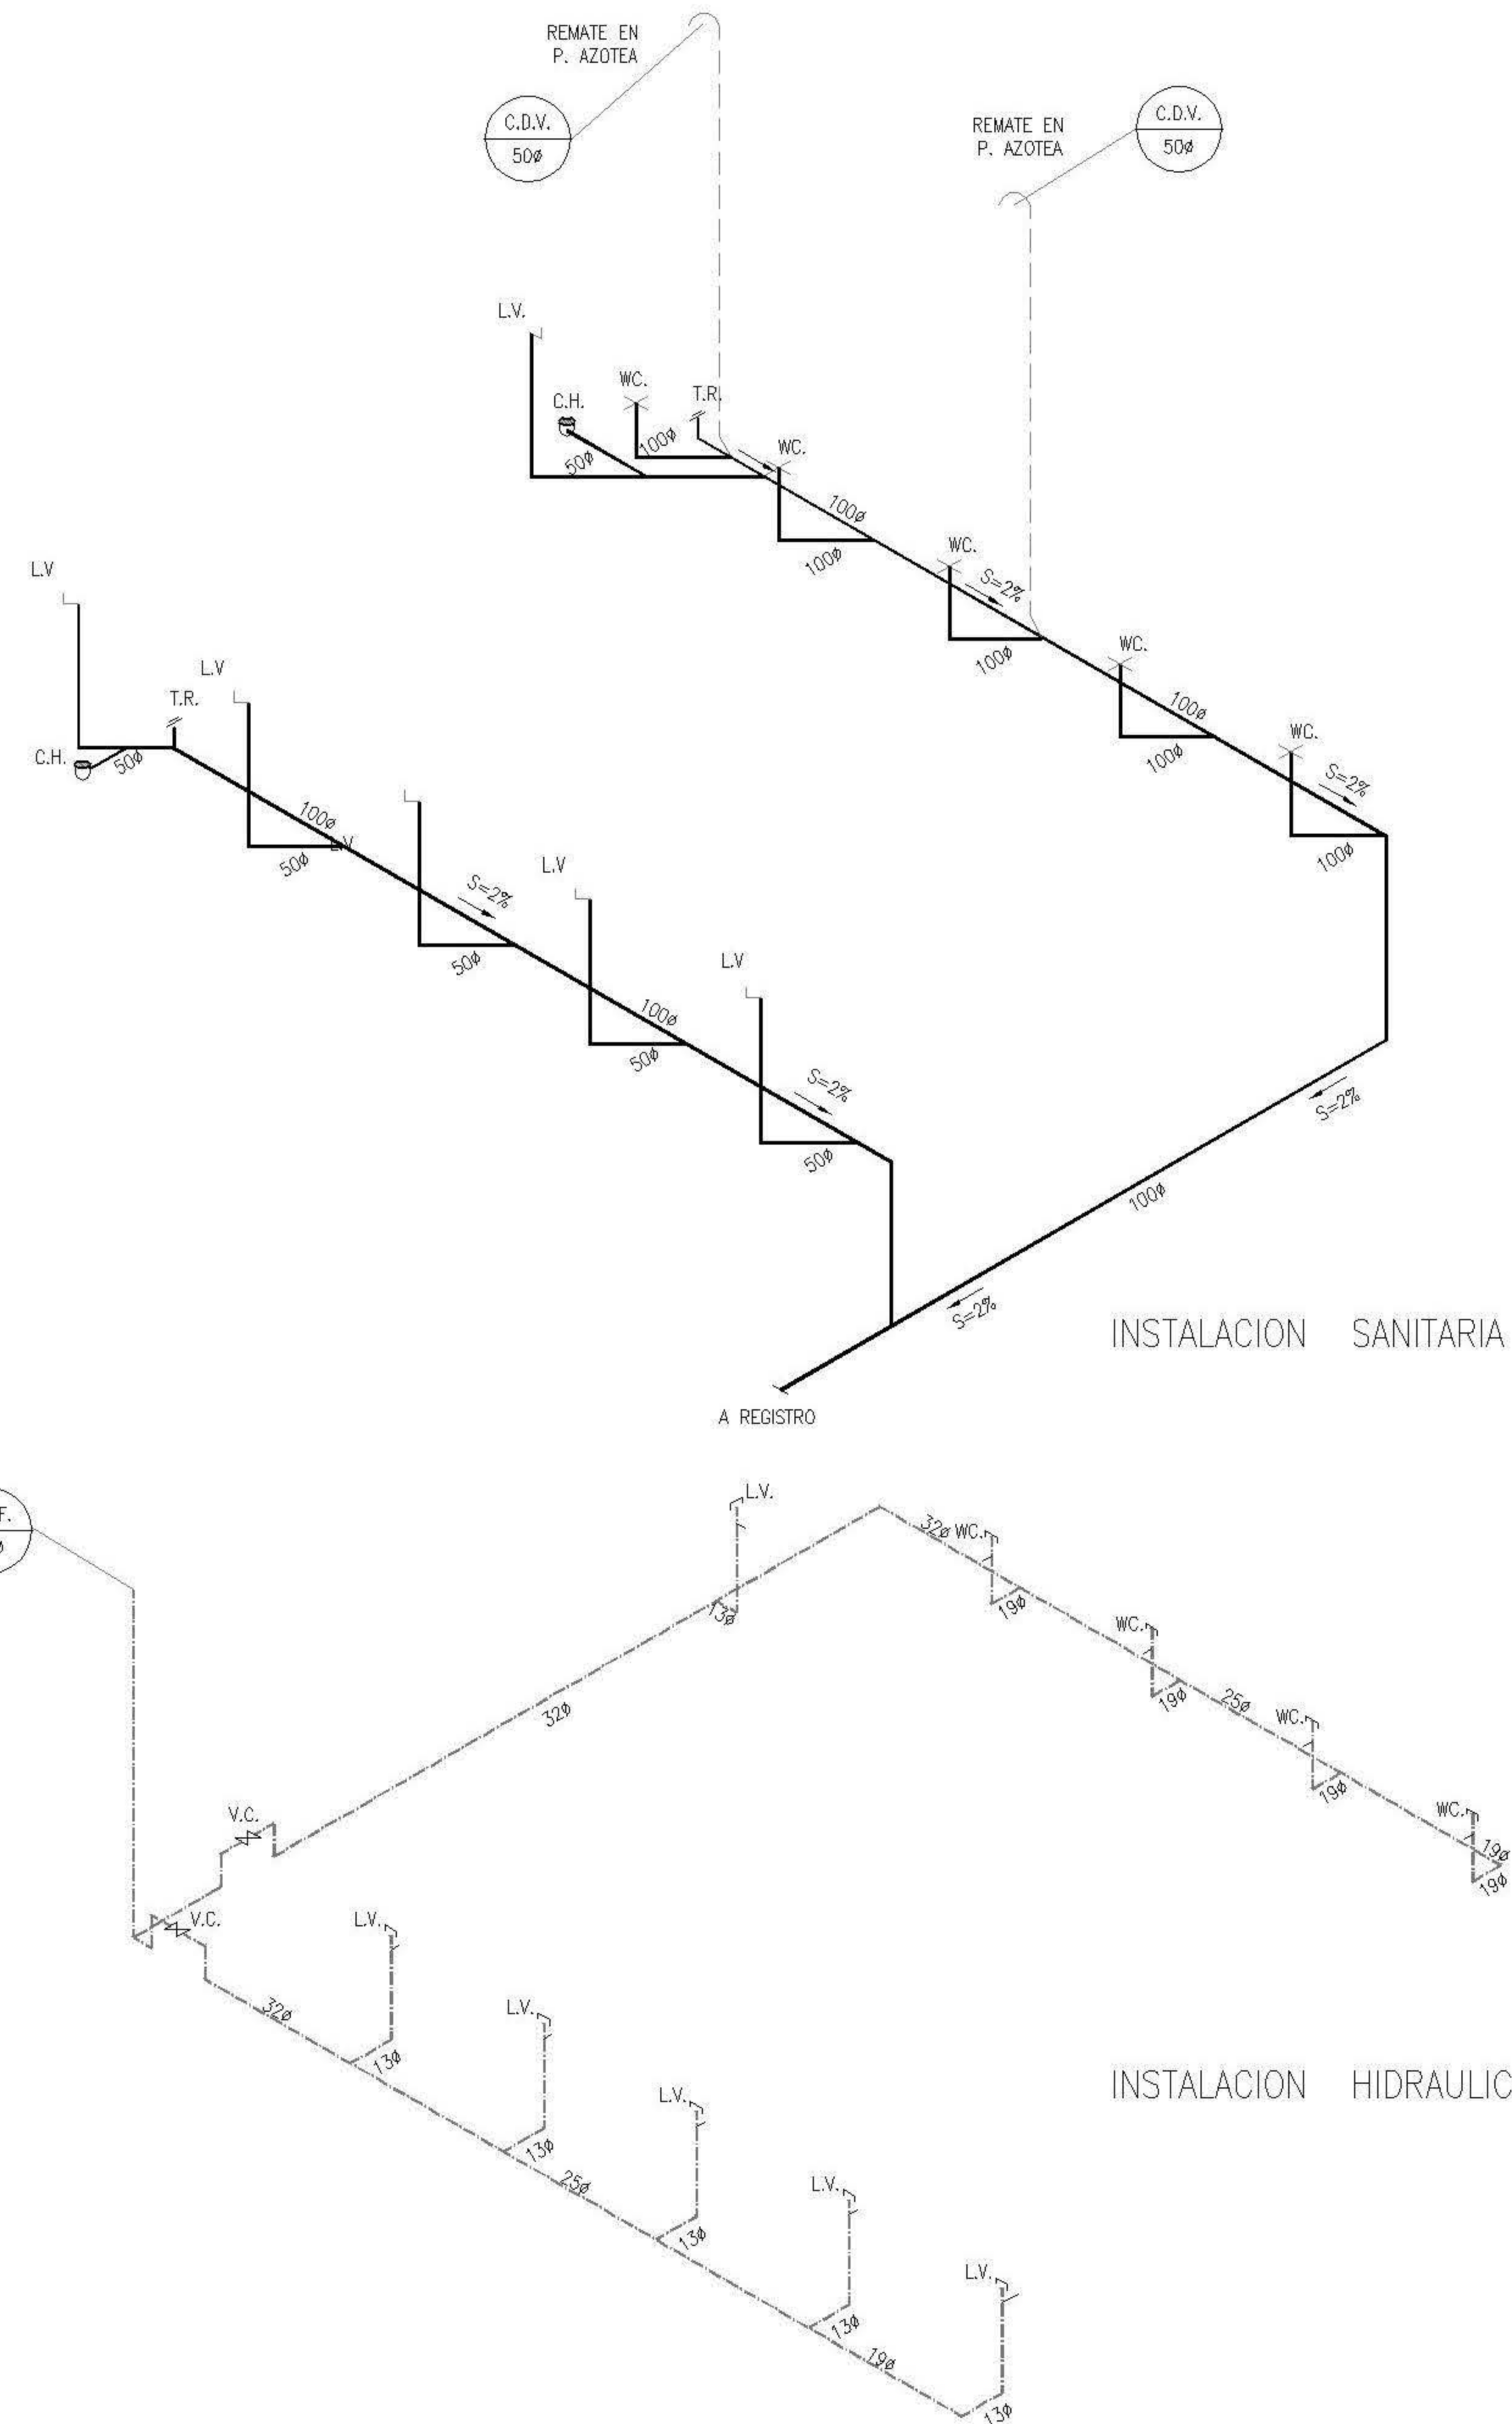 REMATE EN
P. AZOTEA
C.D.V.
50ø
REMATE EN
P. AZOTEA
C.D.V.
50ø
L.V.
WC.
C.H.
T.R.
100ø
50ø
WC.
100ø
100ø
WC.
S=2%
100ø
WC.
100ø
100ø
WC.
S=2%
100ø
L.V
L.V
T.R.
C.H.
50ø
100ø
L.V
50ø
L.V
S=2%
50ø
L.V
100ø
50ø
S=2%
50ø
S=2%
100ø
S=2%
INSTALACION SANITARIA
A REGISTRO
F.
ø
L.V.
32ø
WC.
13ø
19ø
WC.
19ø
25ø
32ø
WC.
19ø
WC.
19ø
19ø
V.C.
V.C.
L.V.
32ø
13ø
L.V.
13ø
INSTALACION HIDRAULIC
L.V.
25ø
13ø
L.V.
13ø
L.V.
19ø
13ø